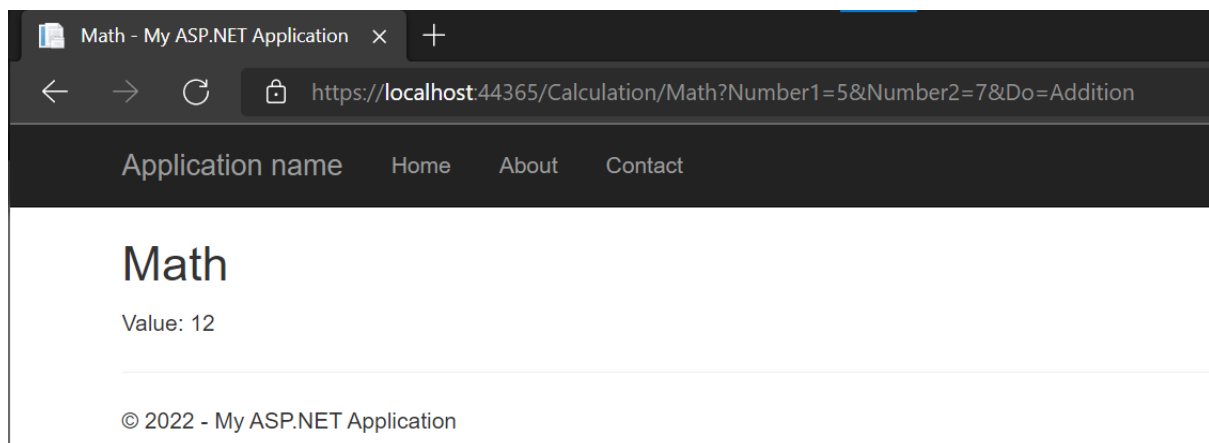 Math - My ASP.NET Application
https://localhost:44365/Calculation/Math?Number1=5&Number2=7&Do=Addition
Application name Home About Contact
Math
Value: 12
© 2022 - My ASP.NET Application